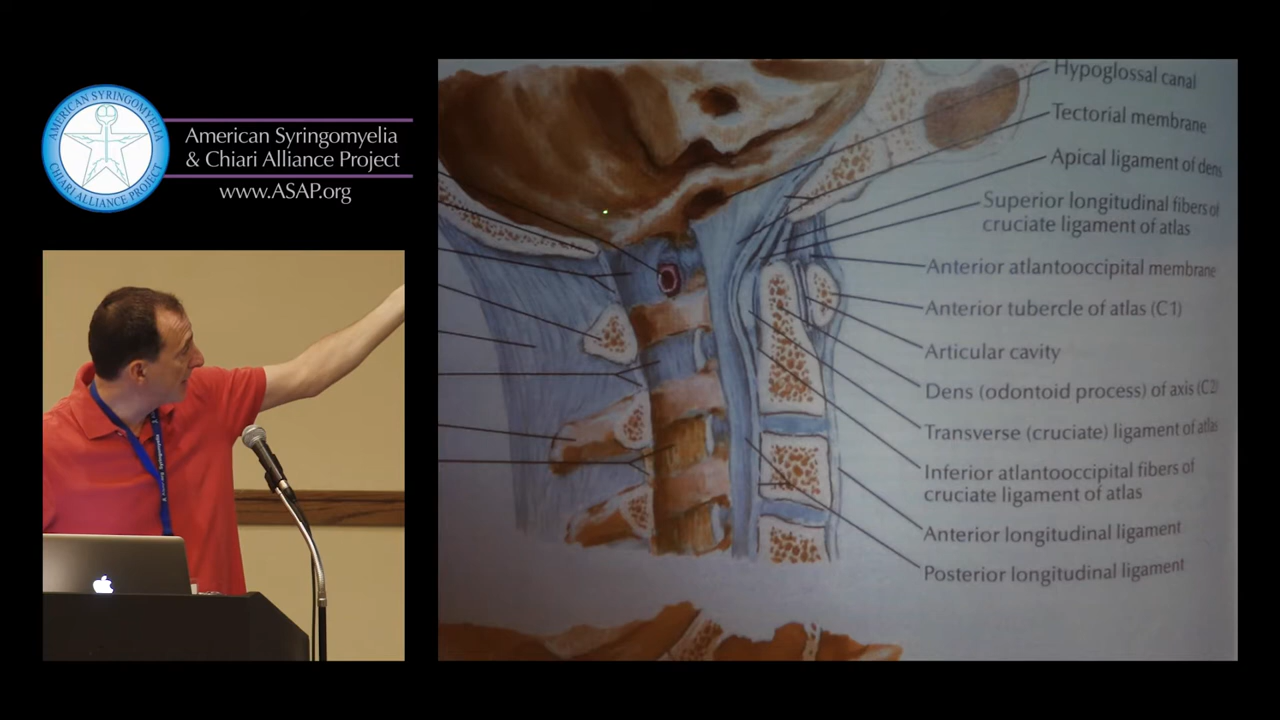 AMERICAN SYRINGOMYELIA
CHIARI ALLIANCE PROJECT
American Syringomyelia
& Chiari Alliance Project
www.ASAP.org
Hypoglossal canal
Tectorial membrane
Apical ligament of dens
Superior longitudinal fibers of
cruciate ligament of atlas
Anterior atlantooccipital membrane
Anterior tubercle of atlas (C1)
Articular cavity
Dens (odontoid process) of axis (C2)
Transverse (cruciate) ligament of atlas
Inferior atlantooccipital fibers of
cruciate ligament of atlas
Anterior longitudinal ligament
Posterior longitudinal ligament